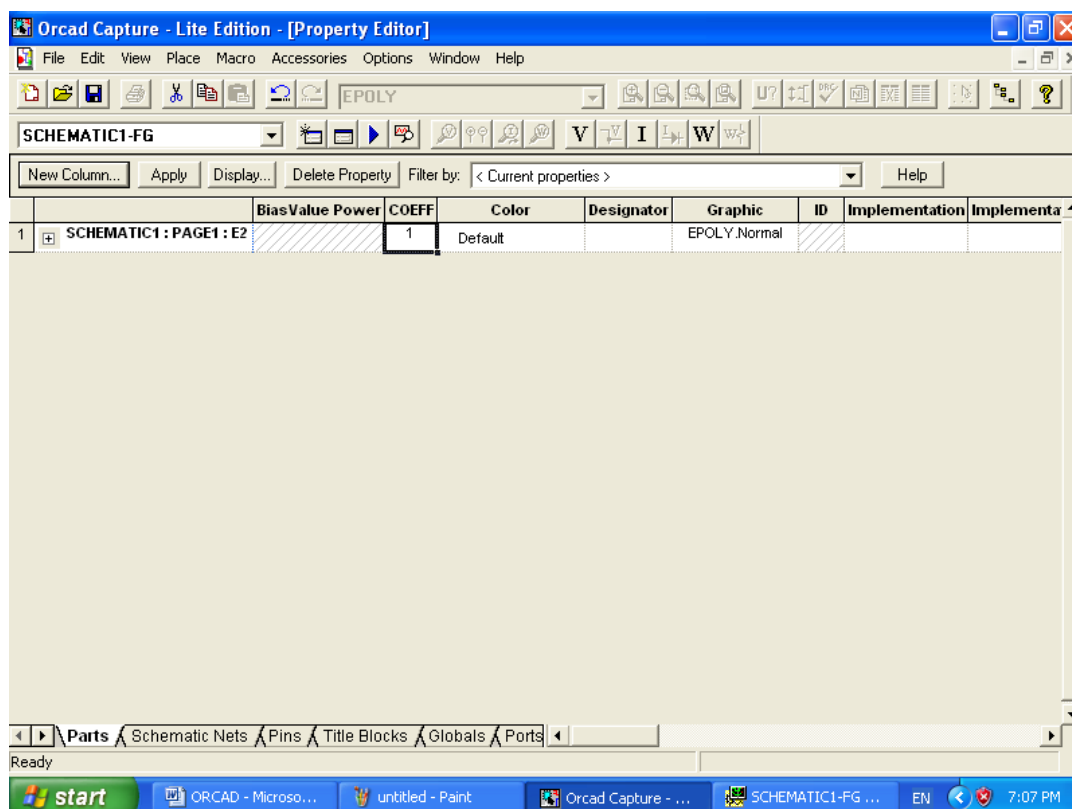 Orcad Capture - Lite Edition - [Property Editor]
File Edit View Place Macro Accessories Options Window Help
EPOLY U? DRC
SCHEMATIC1-FG V I W
New Column... Apply Display... Delete Property Filter by: < Current properties > Help
BiasValue Power COEFF Color Designator Graphic ID Implementation Implementa
1 SCHEMATIC1 : PAGE1 : E2 1 Default EPOLY.Normal
Parts Schematic Nets Pins Title Blocks Globals Ports
Ready
start ORCAD - Microso... untitled - Paint Orcad Capture - ... SCHEMATIC1-FG ... EN 7:07 PM